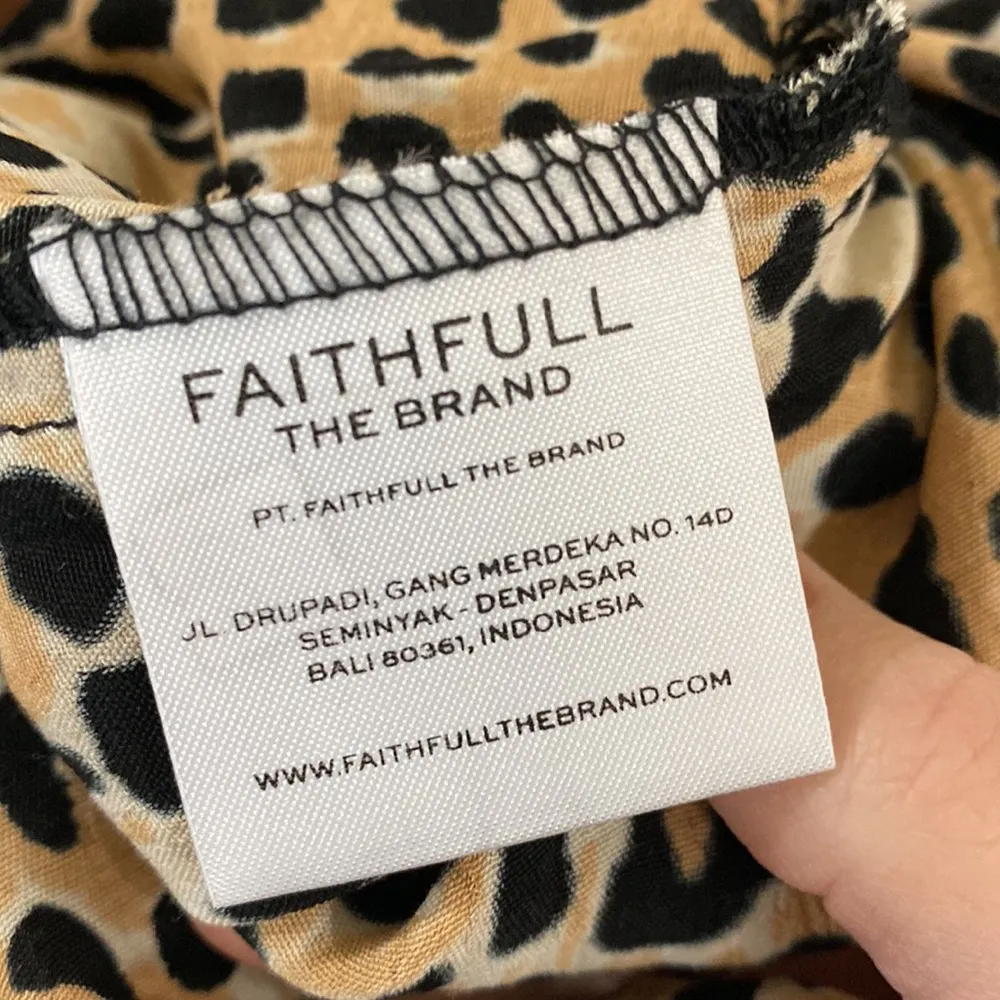 FAITHFULL
THE BRAND
PT. FAITHFULL THE BRAND
JL. DRUPADI, GANG MERDEKA NO. 14D
SEMINYAK - DENPASAR
BALI 80361, INDONESIA
WWW.FAITHFULLTHEBRAND.COM